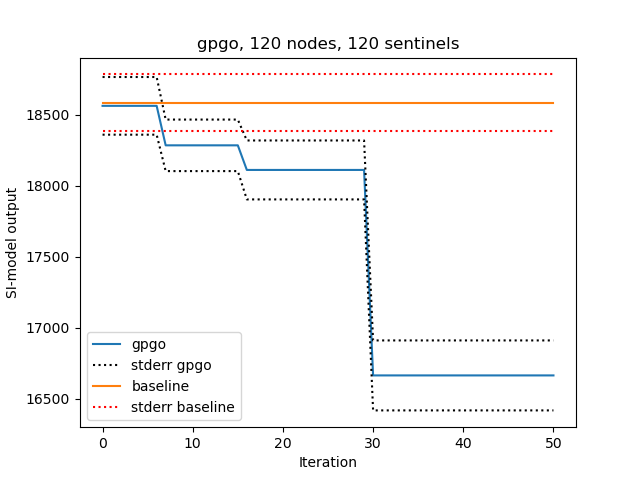 gpgo, 120 nodes, 120 sentinels
SI-model output
18500
18000
17500
17000
16500
gpgo
stderr gpgo
baseline
stderr baseline
0 10 20 30 40 50
Iteration